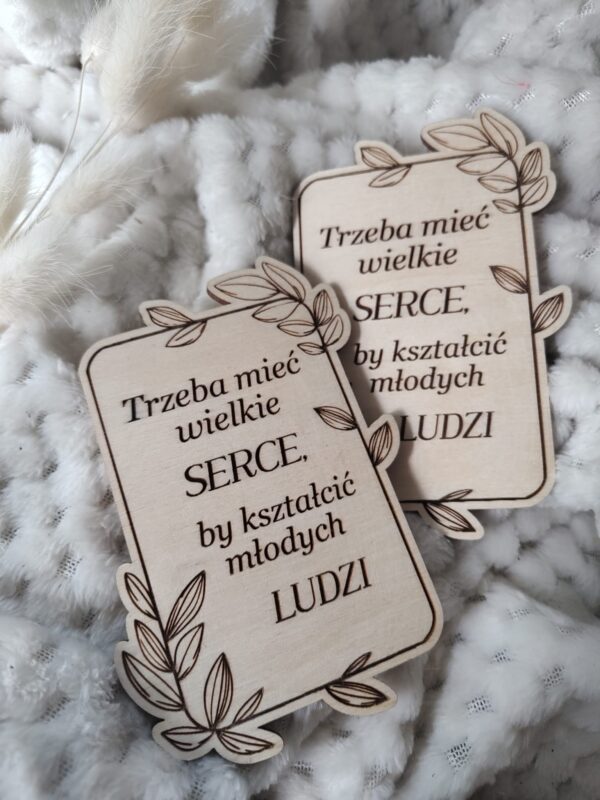 Trzeba mieć
wielkie
SERCE,
by kształcić
młodych
LUDZI
Trzeba mieć
wielkie
SERCE,
by kształcić
młodych
LUDZI